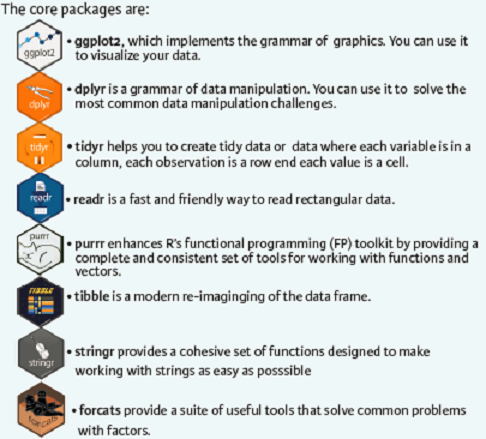 The core packages are:
ggplot2
• ggplot2, which implements the grammar of graphics. You can use it
to visualize your data.
dplyr
• dplyr is a grammar of data manipulation. You can use it to solve the
most common data manipulation challenges.
tidyr
• tidyr helps you to create tidy data or data where each variable is in a
column, each observation is a row end each value is a cell.
readr
• readr is a fast and friendly way to read rectangular data.
purrr
• purrr enhances R's functional programming (FP) toolkit by providing a
complete and consistent set of tools for working with functions and
vectors.
TIBBLE
• tibble is a modern re-imaginging of the data frame.
stringr
• stringr provides a cohesive set of functions designed to make
working with strings as easy as posssible
forcats
• forcats provide a suite of useful tools that solve common problems
with factors.